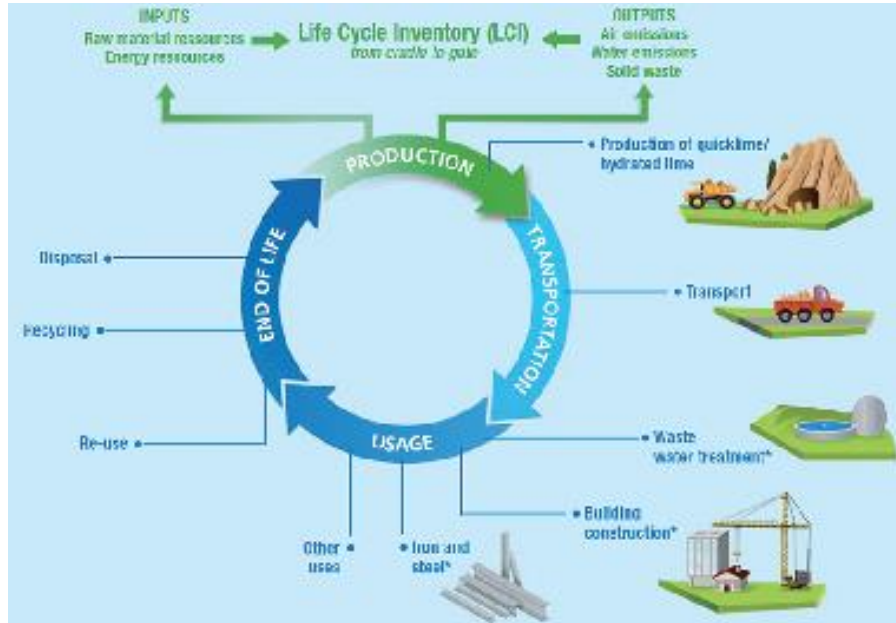 INPUTS
Raw material ressources
Energy ressources
Life Cycle Inventory (LCI)
from cradle to gate
OUTPUTS
Air emissions
Water emissions
Solid waste
PRODUCTION
• Production of quicklime/
hydrated lime
TRANSPORTATION
• Transport
USAGE
• Waste
water treatment*
• Building
construction*
• Iron and
steel*
Other •
uses
END OF LIFE
Disposal •
Recycling •
Re-use •